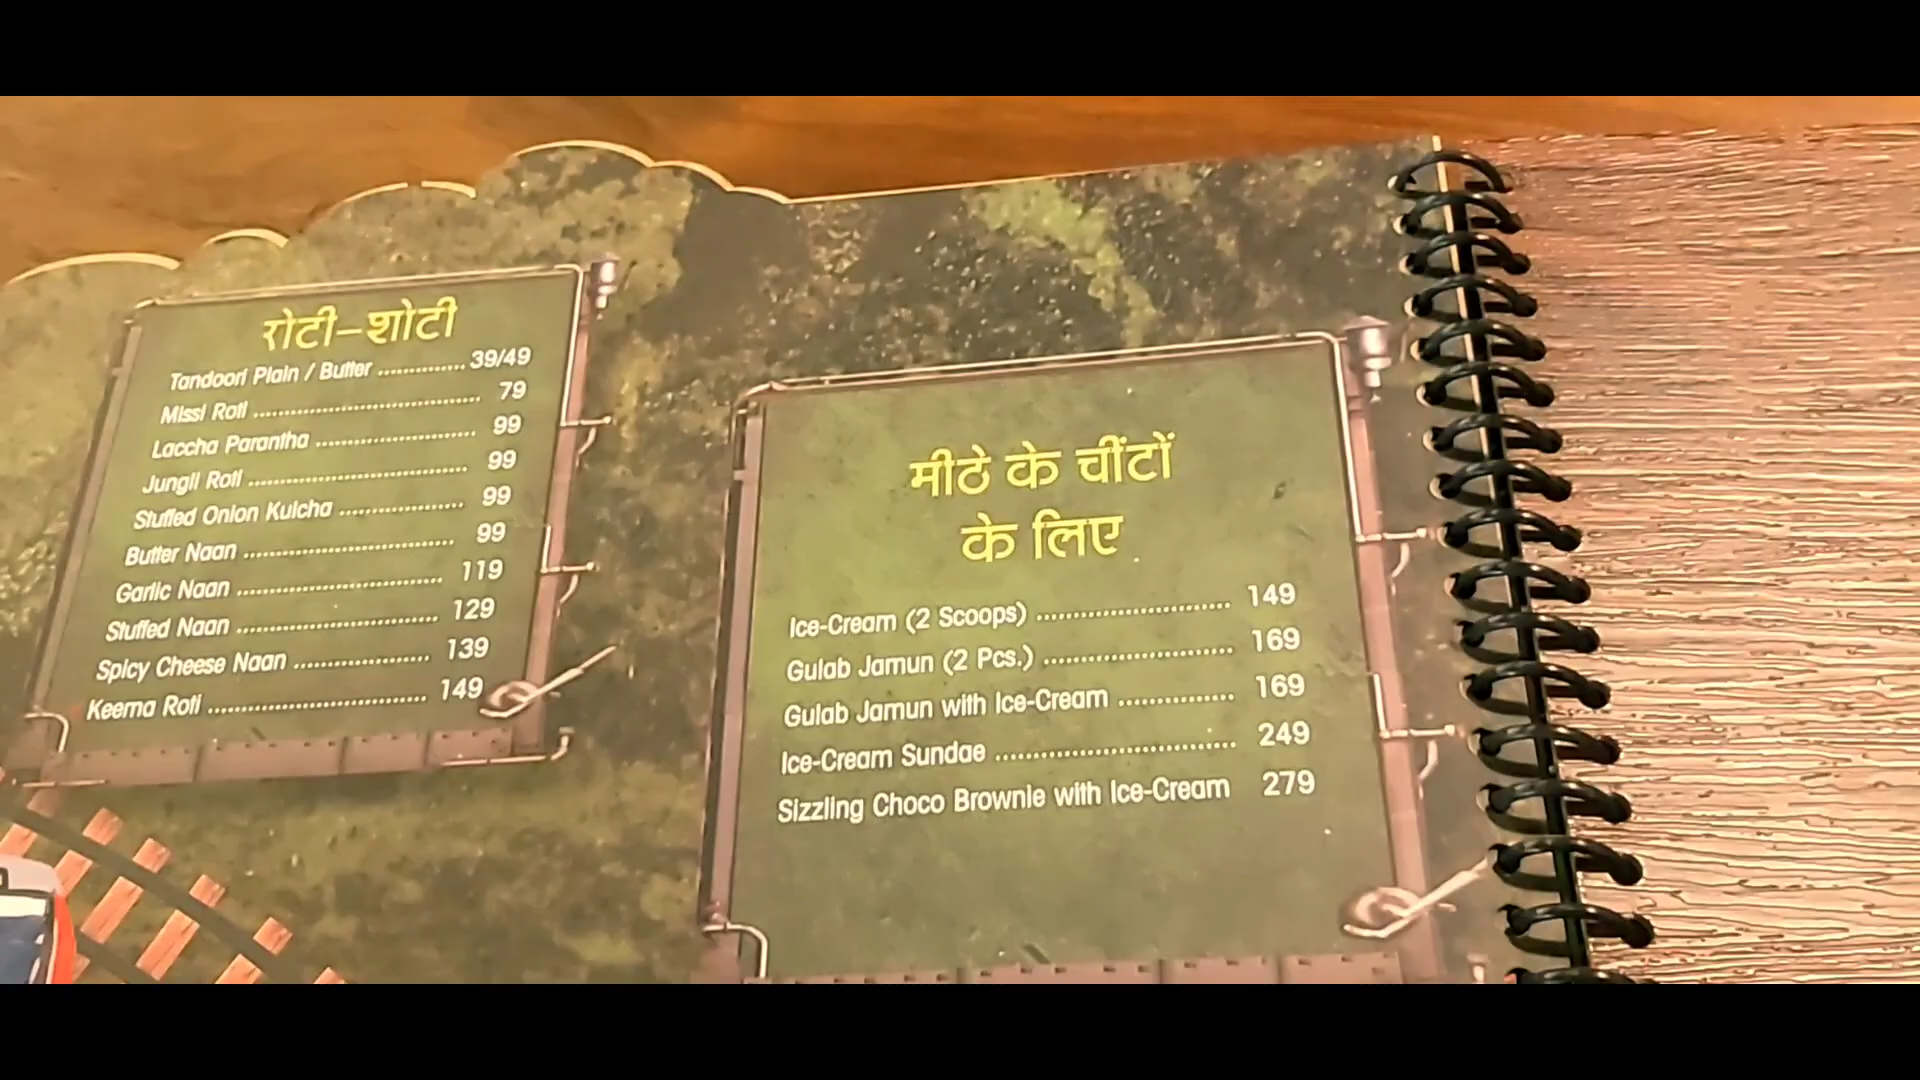 रोटी–शोटी
Tandoori Plain / Butter .............. 39/49
Missi Roti ...................................... 79
Laccha Parantha ........................... 99
Jungli Roti ..................................... 99
Stuffed Onion Kulcha .................... 99
Butter Naan ................................... 99
Garlic Naan ................................... 119
Stuffed Naan .................................. 129
Spicy Cheese Naan ....................... 139
Keema Roti .................................... 149
मीठे के चींटों
के लिए
Ice-Cream (2 Scoops) ........................... 149
Gulab Jamun (2 Pcs.) ........................... 169
Gulab Jamun with Ice-Cream ................ 169
Ice-Cream Sundae ................................. 249
Sizzling Choco Brownie with Ice-Cream 279